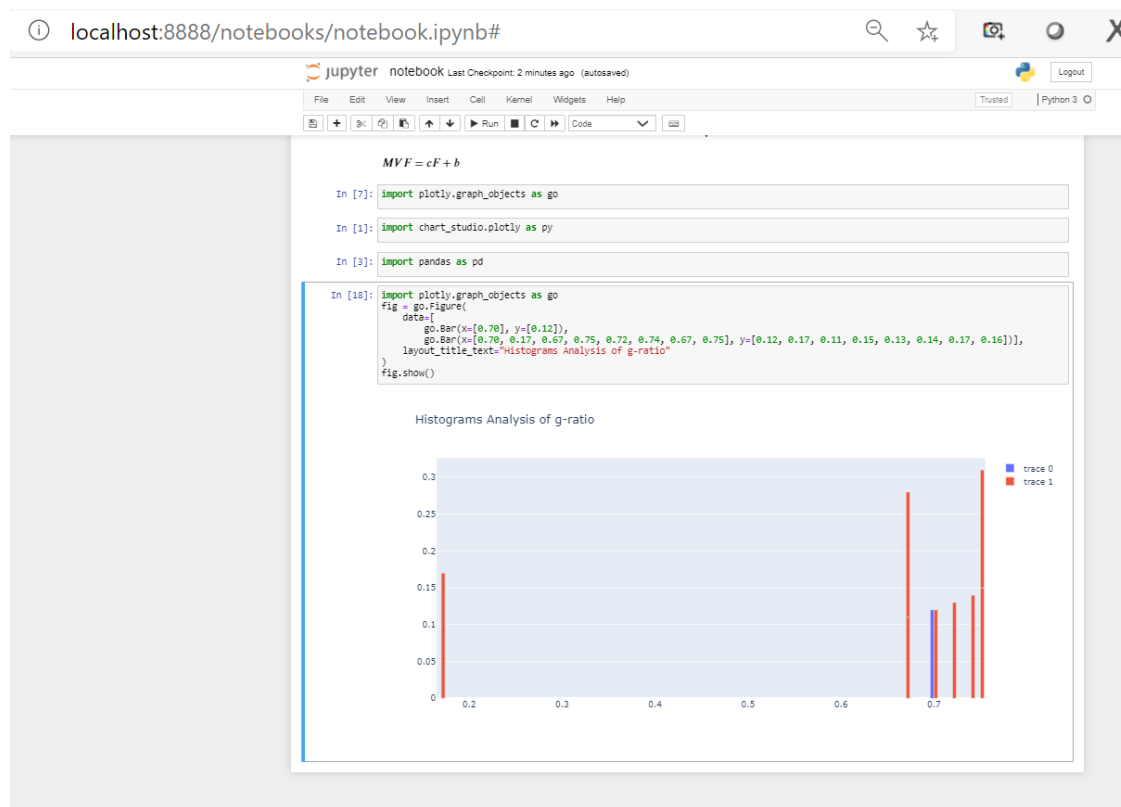 localhost:8888/notebooks/notebook.ipynb#
jupyter notebook Last Checkpoint: 2 minutes ago (autosaved)
Logout
File Edit View Insert Cell Kernel Widgets Help
Trusted
Python 3
Run
Code
MVF = cF + b
In [7]: import plotly.graph_objects as go
In [1]: import chart_studio.plotly as py
In [3]: import pandas as pd
In [18]: import plotly.graph_objects as go
fig = go.Figure(
data=[
go.Bar(x=[0.70], y=[0.12]),
go.Bar(x=[0.70, 0.17, 0.67, 0.75, 0.72, 0.74, 0.67, 0.75], y=[0.12, 0.17, 0.11, 0.15, 0.13, 0.14, 0.17, 0.16])],
layout_title_text="Histograms Analysis of g-ratio"
)
fig.show()
Histograms Analysis of g-ratio
trace 0
trace 1
0.3
0.25
0.2
0.15
0.1
0.05
0
0.2 0.3 0.4 0.5 0.6 0.7